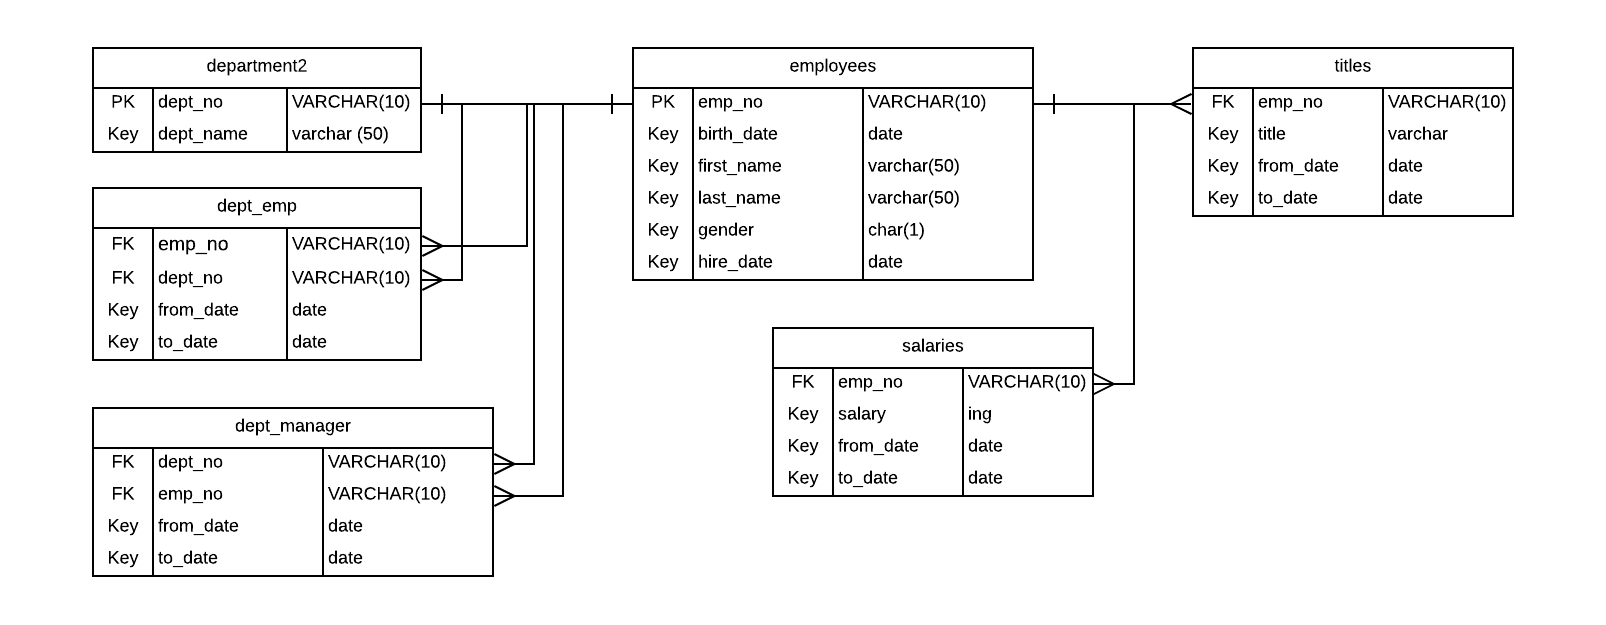 department2
PK dept_no VARCHAR(10)
Key dept_name varchar (50)
dept_emp
FK emp_no VARCHAR(10)
FK dept_no VARCHAR(10)
Key from_date date
Key to_date date
dept_manager
FK dept_no VARCHAR(10)
FK emp_no VARCHAR(10)
Key from_date date
Key to_date date
employees
PK emp_no VARCHAR(10)
Key birth_date date
Key first_name varchar(50)
Key last_name varchar(50)
Key gender char(1)
Key hire_date date
salaries
FK emp_no VARCHAR(10)
Key salary ing
Key from_date date
Key to_date date
titles
FK emp_no VARCHAR(10)
Key title varchar
Key from_date date
Key to_date date